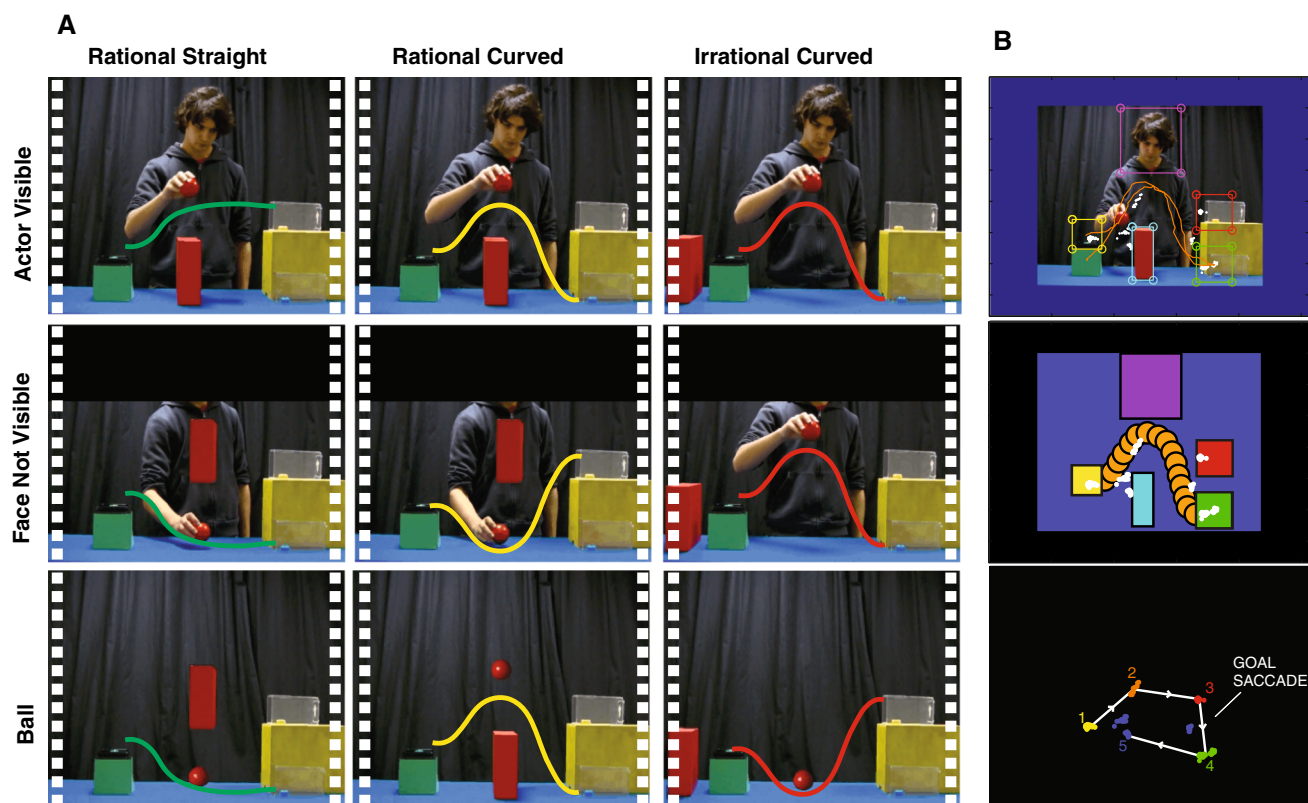 A
B
Rational Straight
Rational Curved
Irrational Curved
Actor Visible
Face Not Visible
Ball
GOAL
SACCADE
1
2
3
4
5